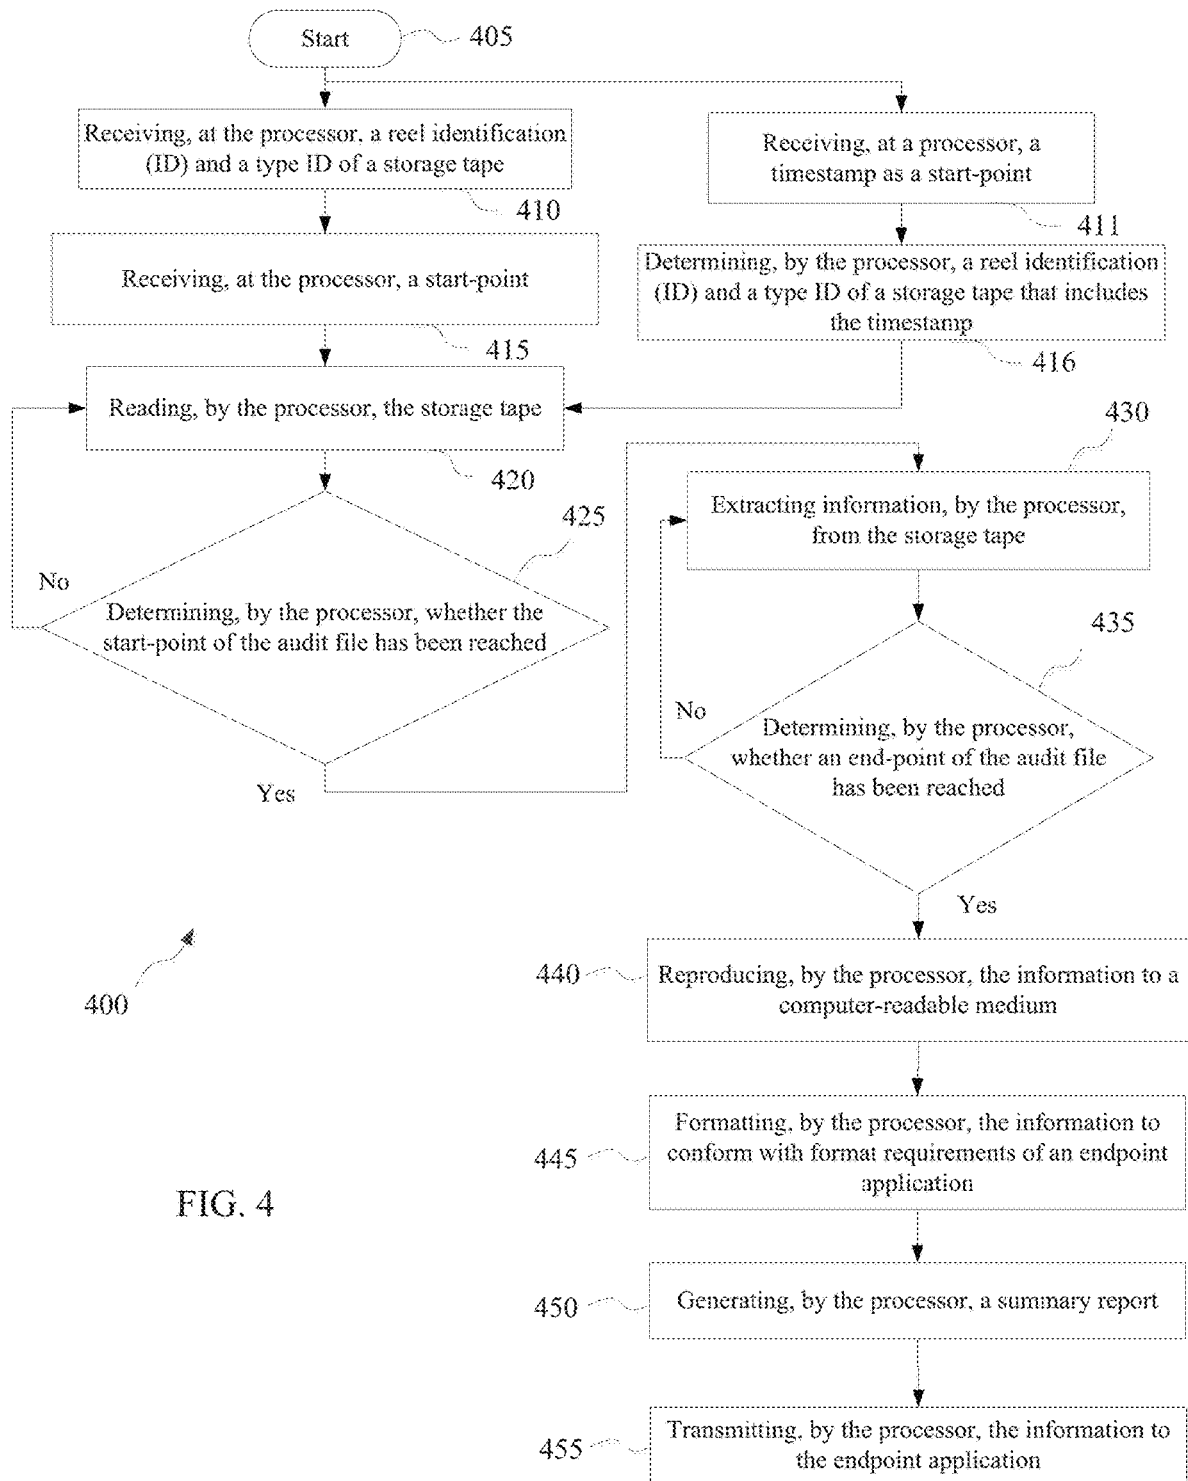 Start
405
Receiving, at the processor, a reel identification
(ID) and a type ID of a storage tape
410
Receiving, at a processor, a
timestamp as a start-point
411
Receiving, at the processor, a start-point
415
Determining, by the processor, a reel identification
(ID) and a type ID of a storage tape that includes
the timestamp
416
Reading, by the processor, the storage tape
420
425
No
Determining, by the processor, whether the
start-point of the audit file has been reached
Yes
430
Extracting information, by the processor,
from the storage tape
435
No
Determining, by the processor,
whether an end-point of the audit file
has been reached
Yes
400
440
Reproducing, by the processor, the information to a
computer-readable medium
445
Formatting, by the processor, the information to
conform with format requirements of an endpoint
application
FIG. 4
450
Generating, by the processor, a summary report
455
Transmitting, by the processor, the information to
the endpoint application